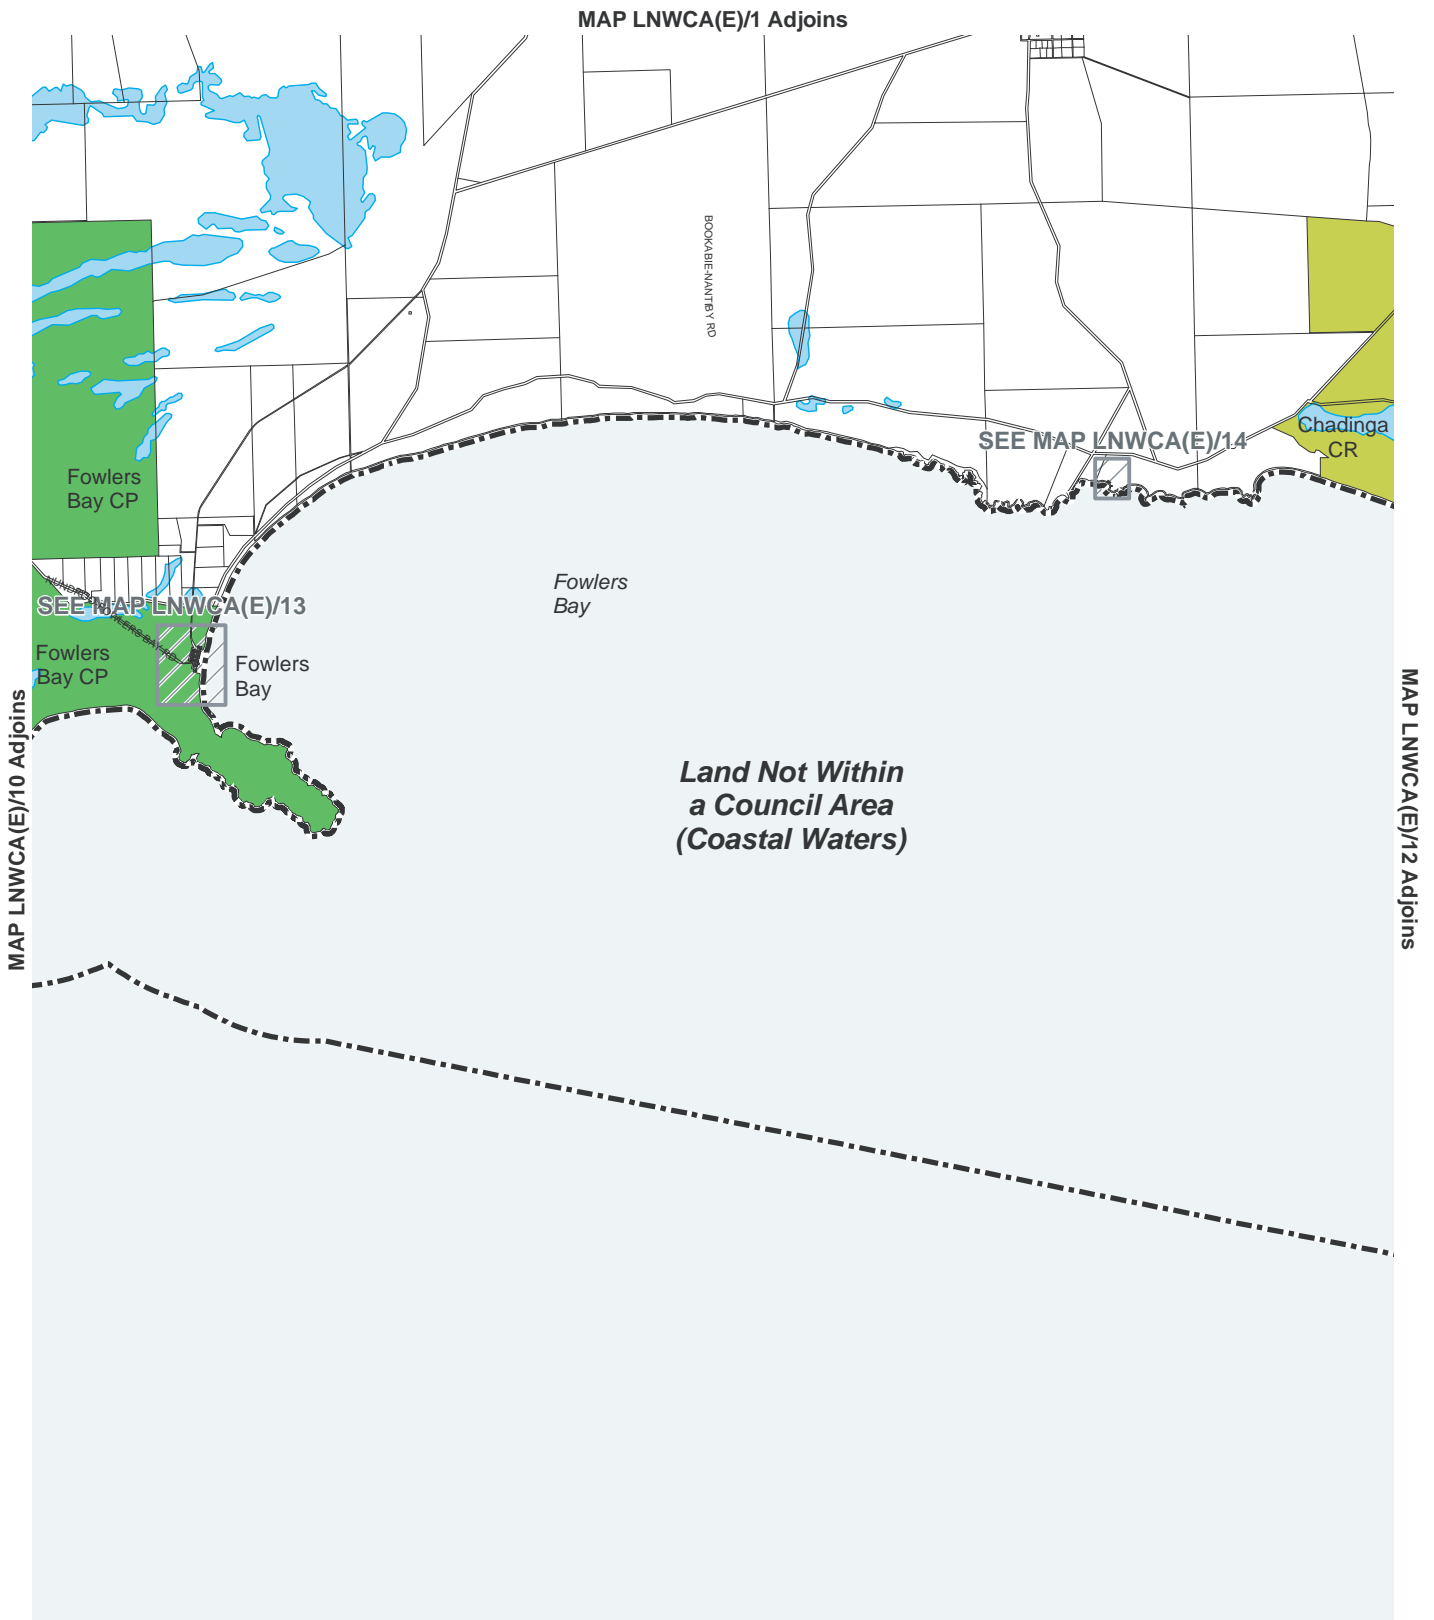 MAP LNWCA(E)/1 Adjoins
BOOKABIE-NANTIBY RD
Chadinga
CR
SEE MAP LNWCA(E)/14
Fowlers
Bay CP
Fowlers
Bay
SEE MAP LNWCA(E)/13
Fowlers
Bay CP
Fowlers
Bay
MAP LNWCA(E)/10 Adjoins
MAP LNWCA(E)/12 Adjoins
Land Not Within
a Council Area
(Coastal Waters)